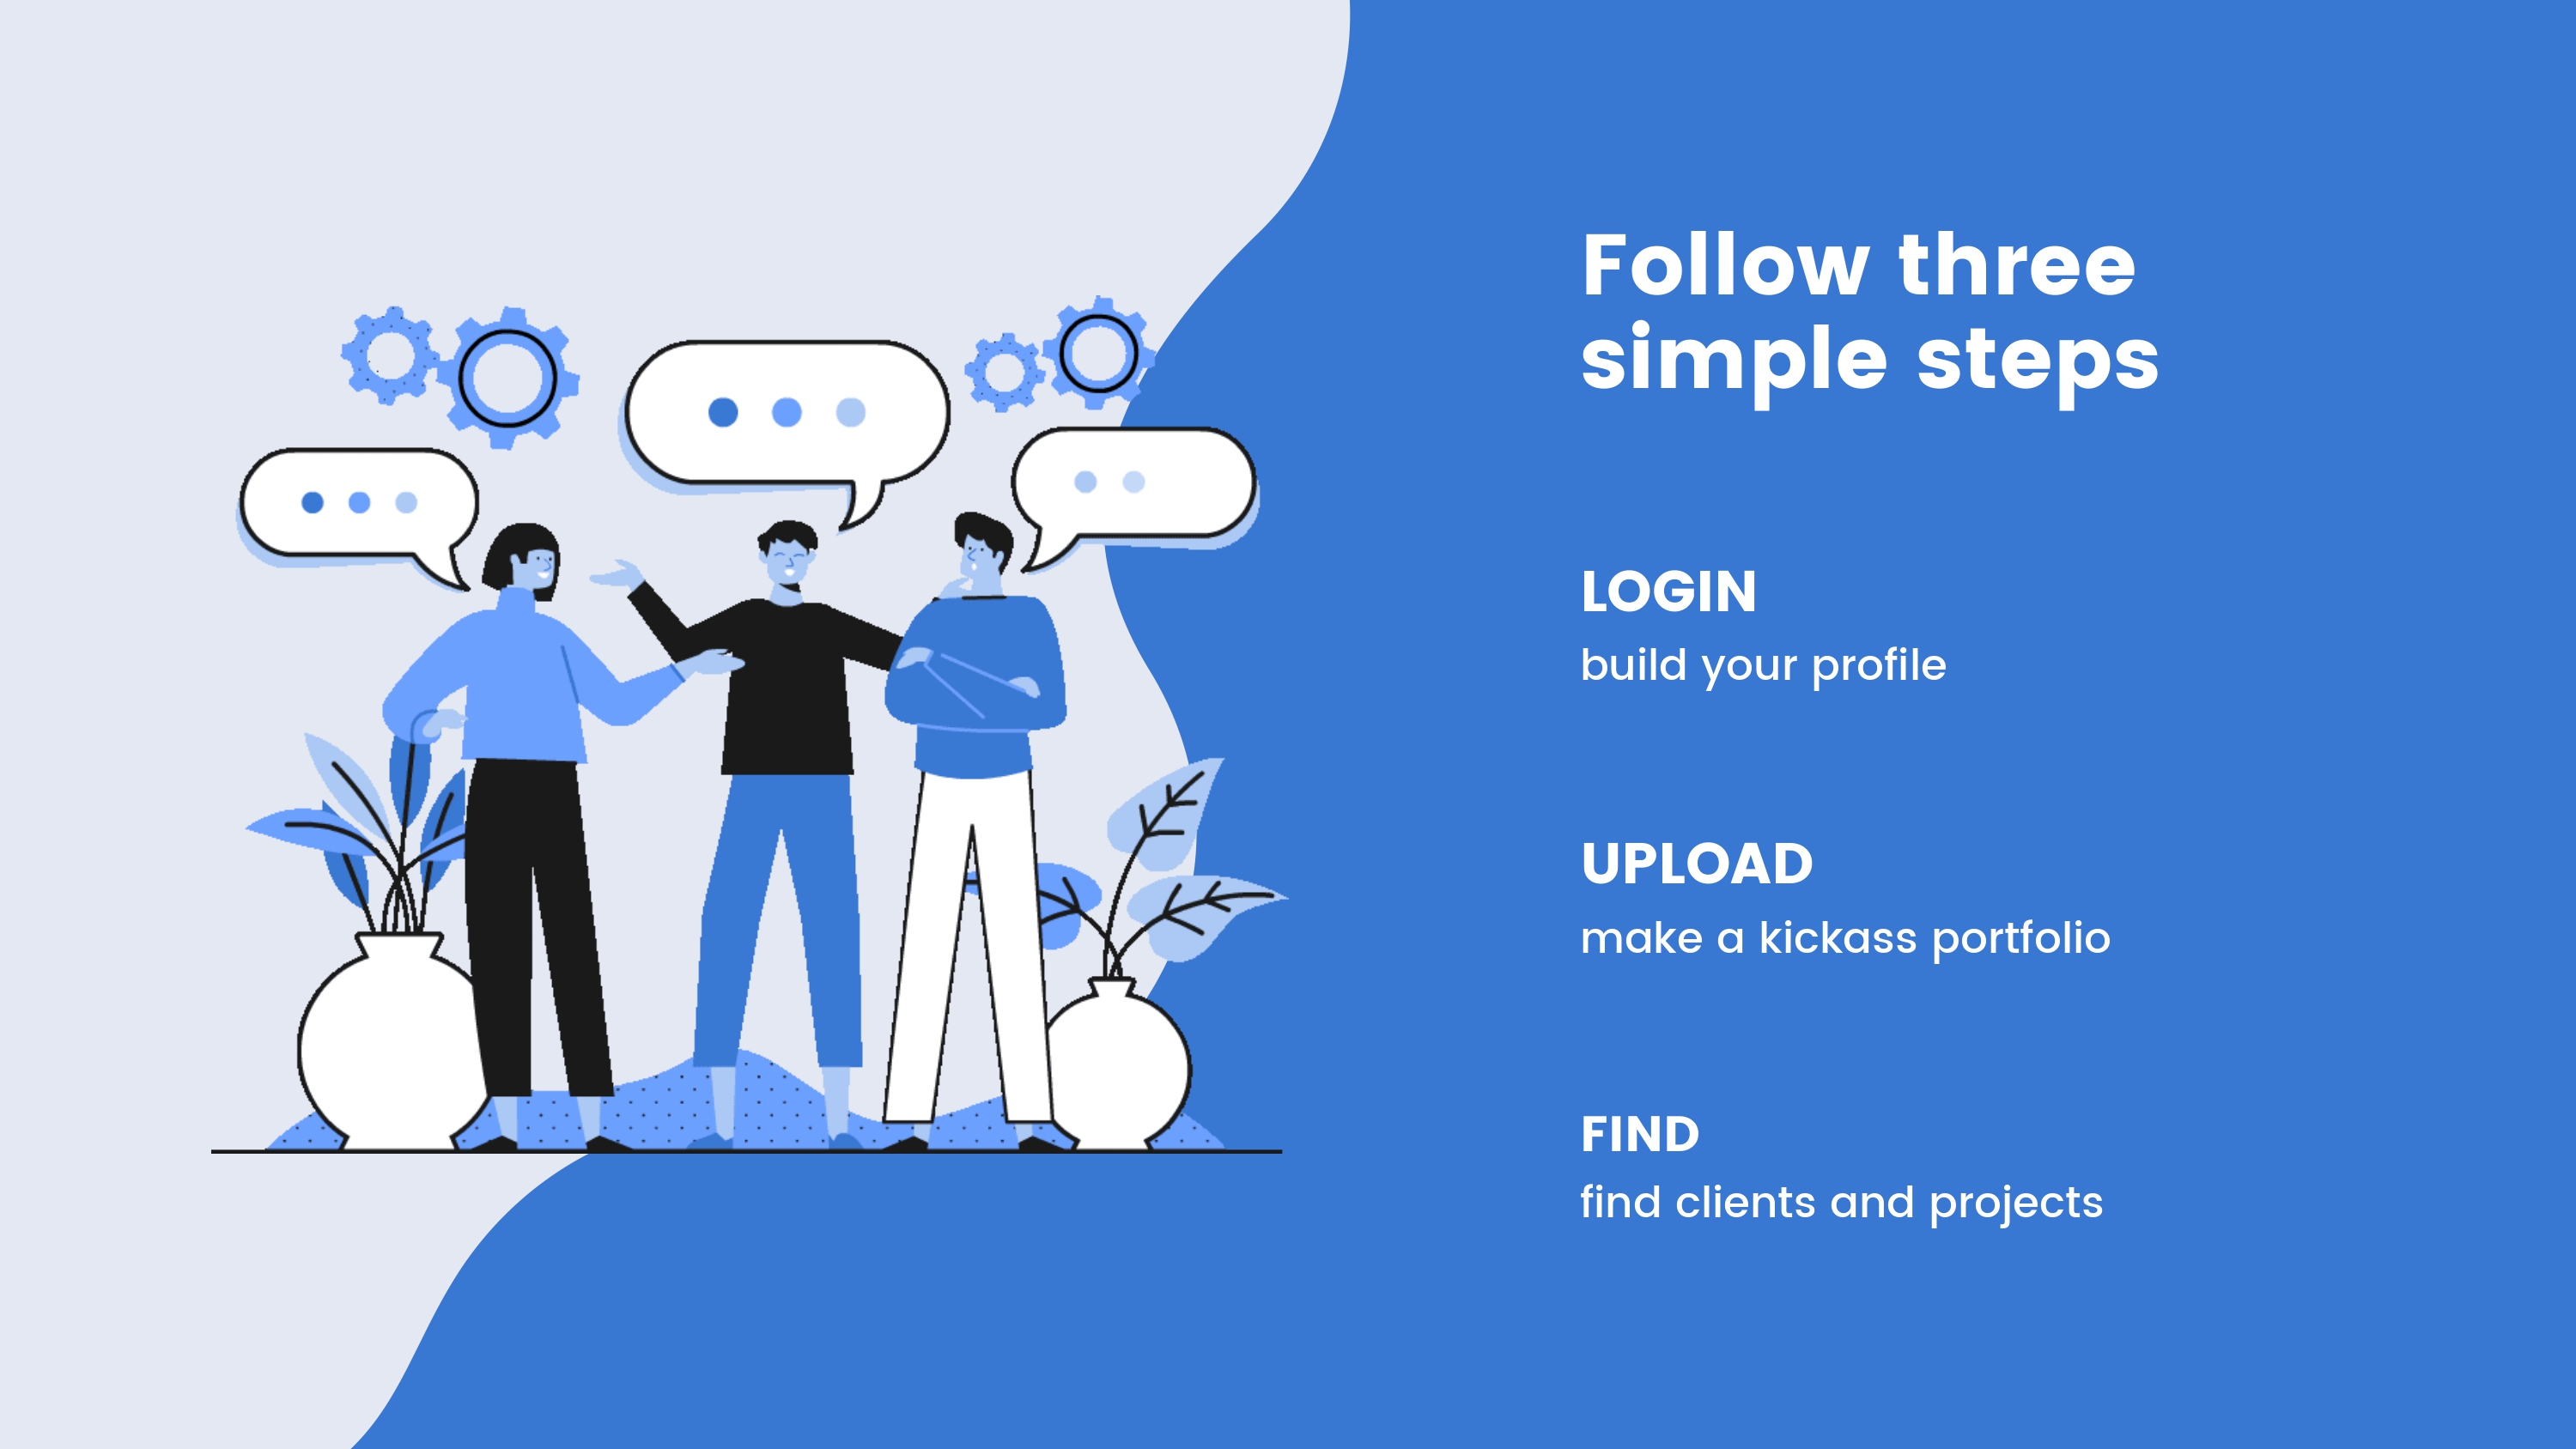 Follow three
simple steps
LOGIN
build your profile
UPLOAD
make a kickass portfolio
FIND
find clients and projects